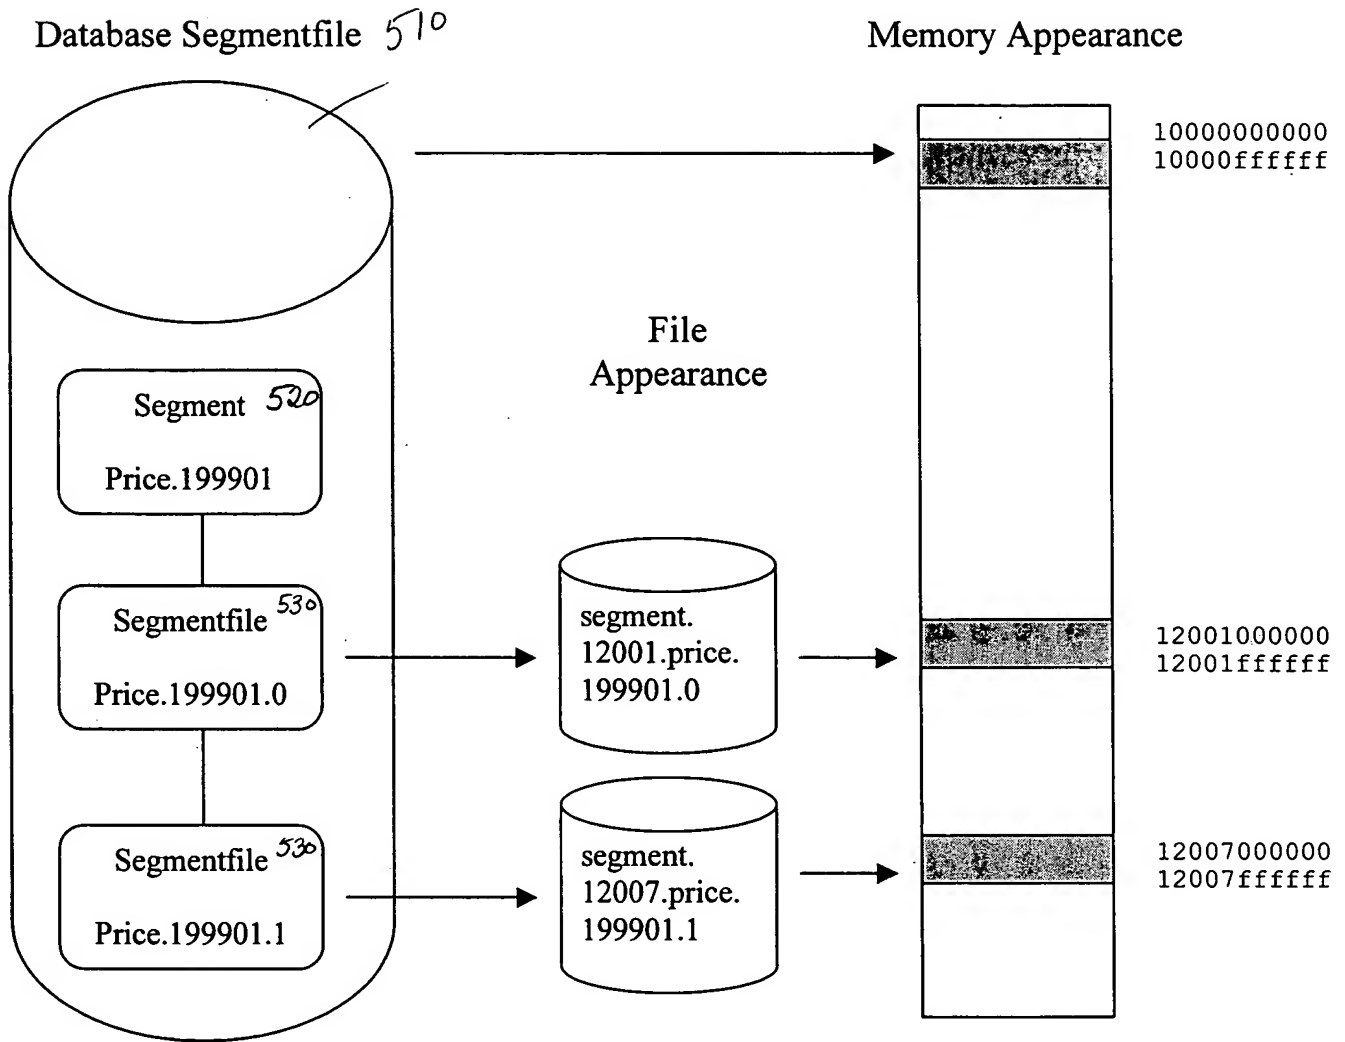 Database Segmentfile 510
Memory Appearance
10000000000
10000ffffff
File
Appearance
Segment 520
Price.199901
Segmentfile 530
Price.199901.0
segment.
12001.price.
199901.0
12001000000
12001ffffff
Segmentfile 530
Price.199901.1
segment.
12007.price.
199901.1
12007000000
12007ffffff